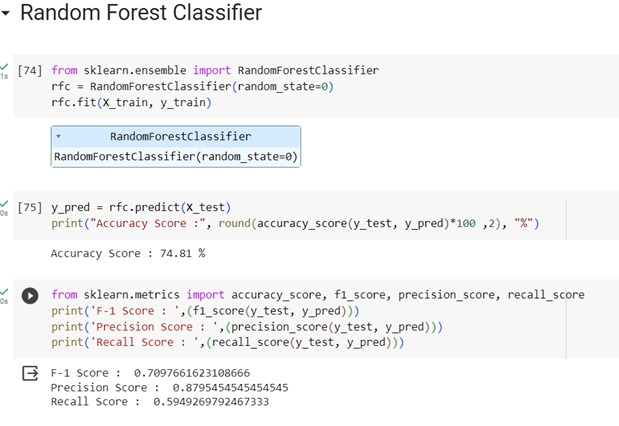 Random Forest Classifier
[74] from sklearn.ensemble import RandomForestClassifier
1s
rfc = RandomForestClassifier(random_state=0)
rfc.fit(X_train, y_train)
RandomForestClassifier
RandomForestClassifier(random_state=0)
[75] y_pred = rfc.predict(X_test)
0s
print("Accuracy Score :", round(accuracy_score(y_test, y_pred)*100 ,2), "%")
Accuracy Score : 74.81 %
from sklearn.metrics import accuracy_score, f1_score, precision_score, recall_score
0s
print('F-1 Score : ',(f1_score(y_test, y_pred)))
print('Precision Score : ',(precision_score(y_test, y_pred)))
print('Recall Score : ',(recall_score(y_test, y_pred)))
F-1 Score :  0.7097661623108666
Precision Score :  0.8795454545454545
Recall Score :  0.5949269792467333